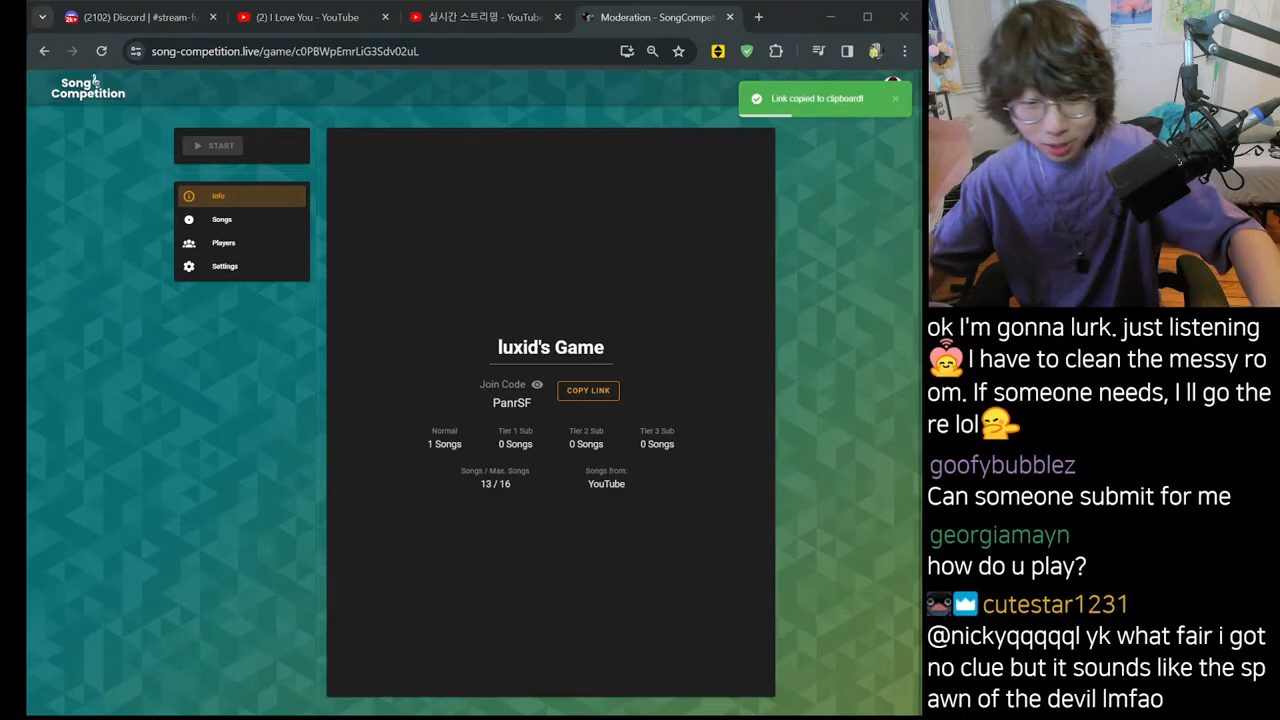 (2102) Discord | #stream-fu
(2) I Love You - YouTube
실시간 스트리밍 - YouTube
Moderation - SongCompet
song-competition.live/game/c0PBWpEmrLiG3Sdv02uL
Song
Competition
Link copied to clipboard!
START
Info
Songs
Players
Settings
luxid's Game
Join Code
PanrSF
COPY LINK
Normal
1 Songs
Tier 1 Sub
0 Songs
Tier 2 Sub
0 Songs
Tier 3 Sub
0 Songs
Songs / Max. Songs
13 / 16
Songs from:
YouTube
ok I'm gonna lurk. just listening
I have to clean the messy ro
om. If someone needs, I ll go the
re lol
goofybubblez
Can someone submit for me
georgiamayn
how do u play?
cutestar1231
@nickyqqqqql yk what fair i got
no clue but it sounds like the sp
awn of the devil lmfao